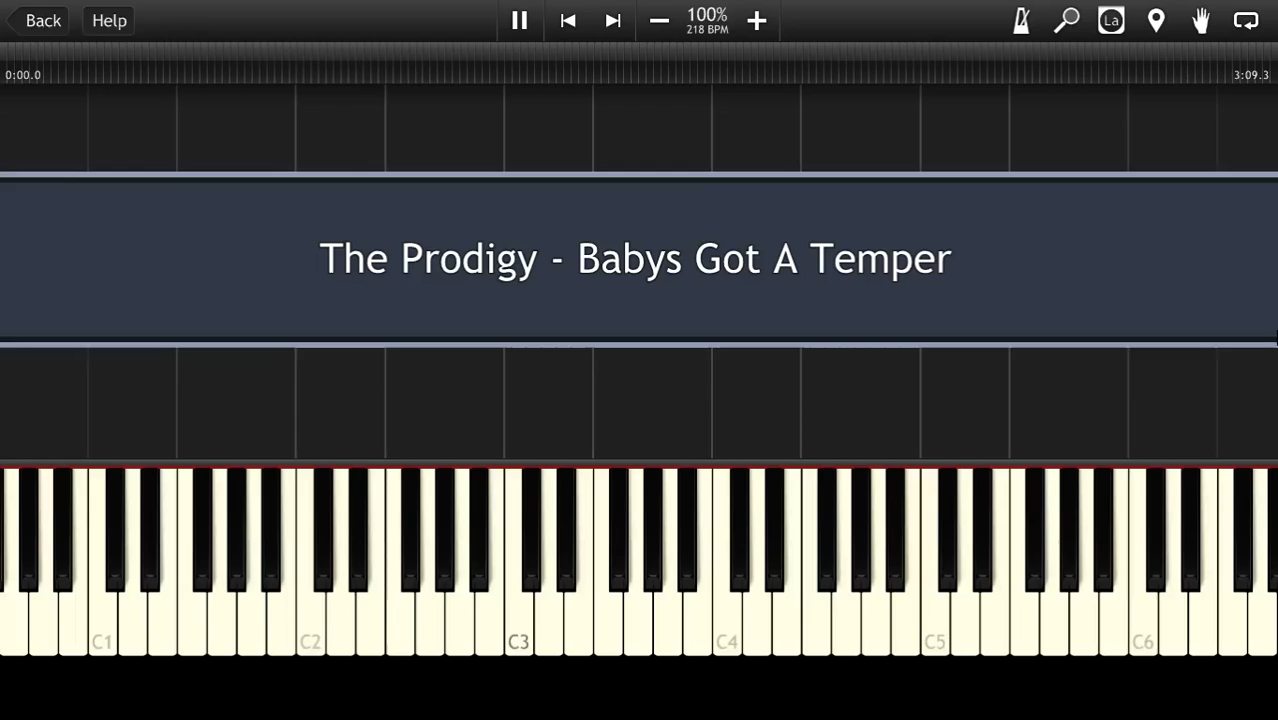 Back Help 100% La
218 BPM
0:00.0 3:09.3
The Prodigy - Babys Got A Temper
C1 C2 C3 C4 C5 C6